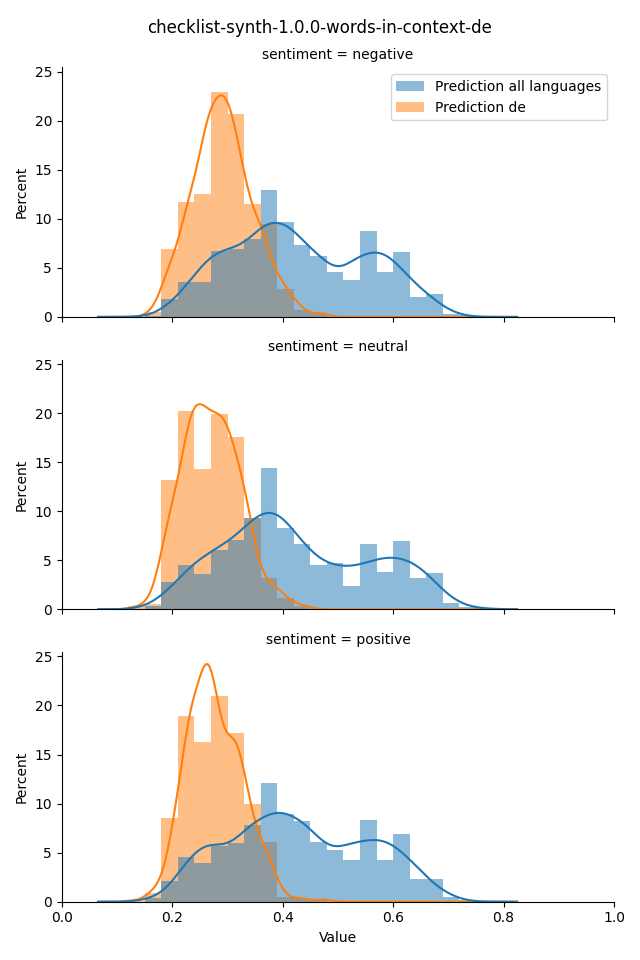 checklist-synth-1.0.0-words-in-context-de
sentiment = negative
25
20
15
10
5
0
Percent
Prediction all languages
Prediction de
sentiment = neutral
25
20
15
10
5
0
Percent
sentiment = positive
25
20
15
10
5
0
Percent
0.0 0.2 0.4 0.6 0.8 1.0
Value